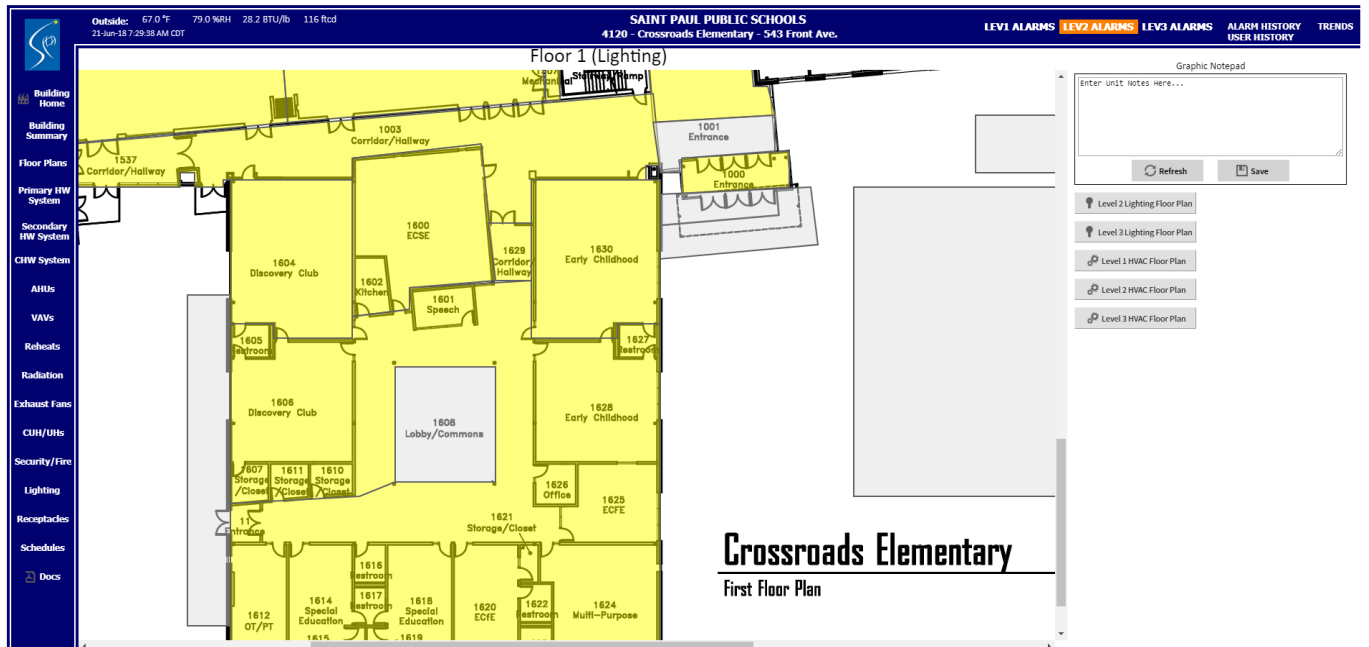 Outside: 67.0 °F 79.0 %RH 28.2 BTU/lb 116 ftcd
21-Jun-18 7:29:38 AM CDT
SAINT PAUL PUBLIC SCHOOLS
4120 - Crossroads Elementary - 543 Front Ave.
LEV1 ALARMS LEV2 ALARMS LEV3 ALARMS
ALARM HISTORY
USER HISTORY
TRENDS
Building
Home
Building
Summary
Floor Plans
Primary HW
System
Secondary
HW System
CHW System
AHUs
VAVs
Reheats
Radiation
Exhaust Fans
CUH/UHs
Security/Fire
Lighting
Receptacles
Schedules
Docs
Floor 1 (Lighting)
Stairway/Ramp
1003
Corridor/Hallway
1537
Corridor/Hallway
1001
Entrance
1000
Entrance
1600
ECSE
1604
Discovery Club
1602
Kitchen
1601
Speech
1629
Corridor/
Hallway
1630
Early Childhood
1605
Restroom
1627
Restroom
1606
Discovery Club
1608
Lobby/Commons
1628
Early Childhood
1607
Storage
/Closet
1611
Storage
/Closet
1610
Storage
/Closet
1626
Office
1625
ECFE
11
Entrance
1621
Storage/Closet
1616
Restroom
1617
Restroom
1612
OT/PT
1614
Special
Education
1618
Special
Education
1620
ECFE
1622
Restroom
1624
Multi-Purpose
1615
1619
Crossroads Elementary
First Floor Plan
Graphic Notepad
Enter Unit Notes Here...
Refresh
Save
Level 2 Lighting Floor Plan
Level 3 Lighting Floor Plan
Level 1 HVAC Floor Plan
Level 2 HVAC Floor Plan
Level 3 HVAC Floor Plan